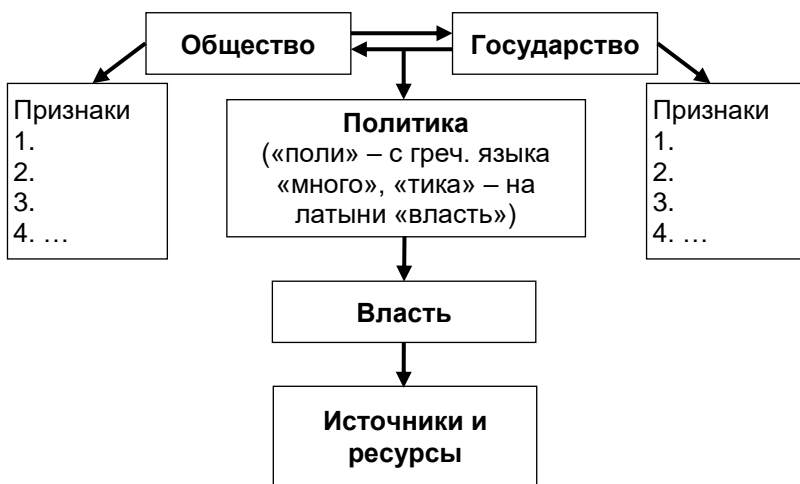 Общество
Государство
Признаки
1.
2.
3.
4. …
Политика
(«поли» – с греч. языка
«много», «тика» – на
латыни «власть»)
Признаки
1.
2.
3.
4. …
Власть
Источники и
ресурсы